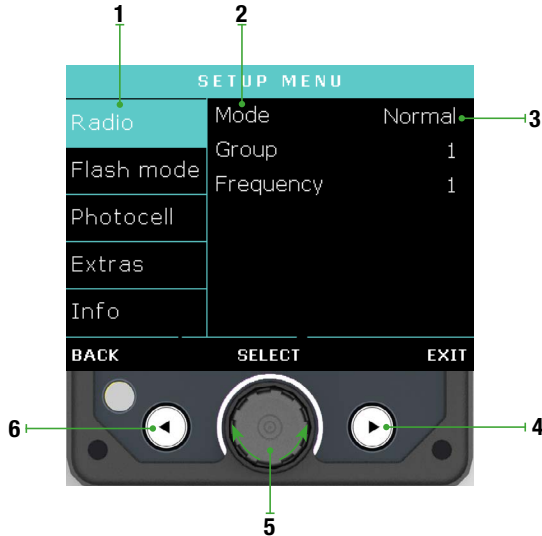 1 2
SETUP MENU
Radio Mode Normal 3
Group 1
Flash mode
Frequency 1
Photocell
Extras
Info
BACK SELECT EXIT
6 4
5